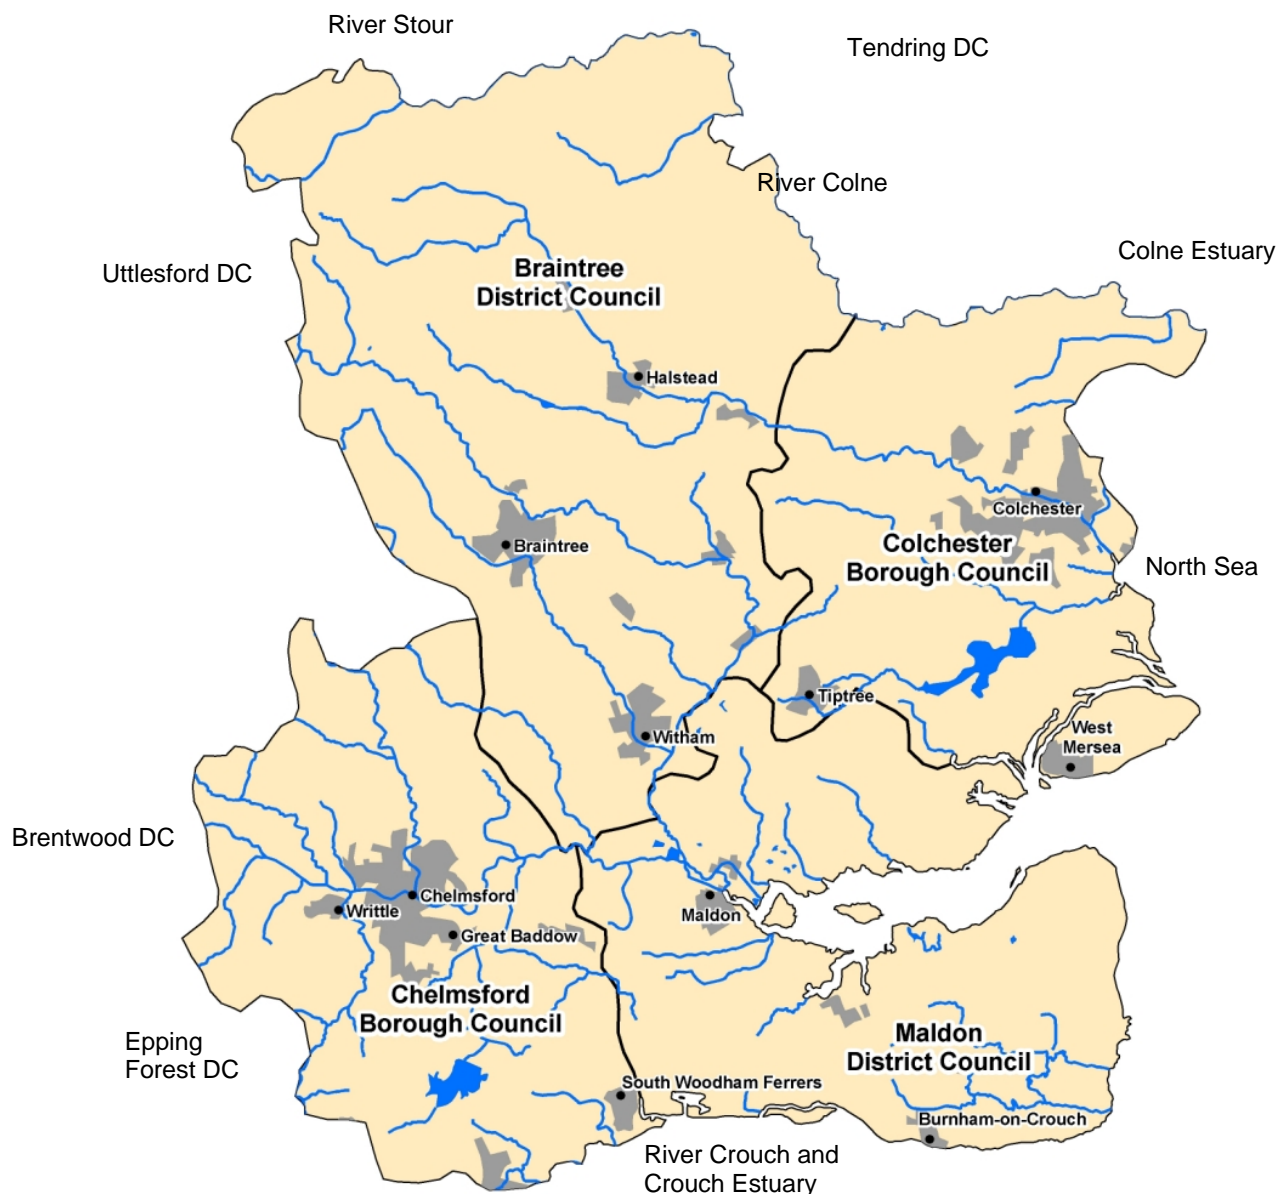 River Stour
Tendring DC
River Colne
Colne Estuary
Uttlesford DC
Braintree
District Council
Halstead
Colchester
Braintree
Colchester
Borough Council
North Sea
Tiptree
West
Mersea
Witham
Brentwood DC
Chelmsford
Writtle
Maldon
Great Baddow
Chelmsford
Borough Council
Maldon
District Council
Epping
Forest DC
South Woodham Ferrers
Burnham-on-Crouch
River Crouch and
Crouch Estuary